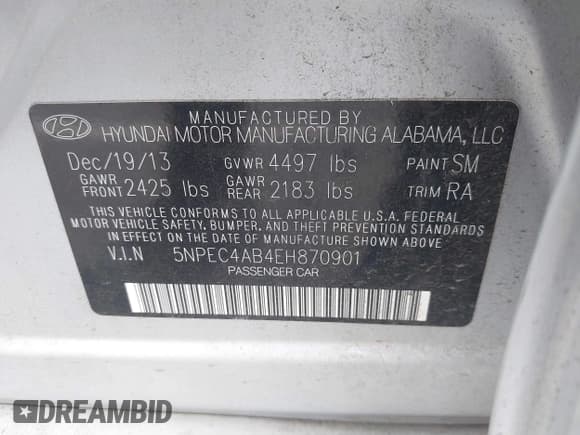 MANUFACTURED BY
HYUNDAI MOTOR MANUFACTURING ALABAMA, LLC
Dec/19/13 GVWR 4497 lbs PAINT SM
GAWR FRONT 2425 lbs GAWR REAR 2183 lbs TRIM RA
THIS VEHICLE CONFORMS TO ALL APPLICABLE U.S.A. FEDERAL
MOTOR VEHICLE SAFETY, BUMPER, AND THEFT PREVENTION STANDARDS
IN EFFECT ON THE DATE OF MANUFACTURE SHOWN ABOVE.
V.I.N 5NPEC4AB4EH870901
PASSENGER CAR
DREAMBID